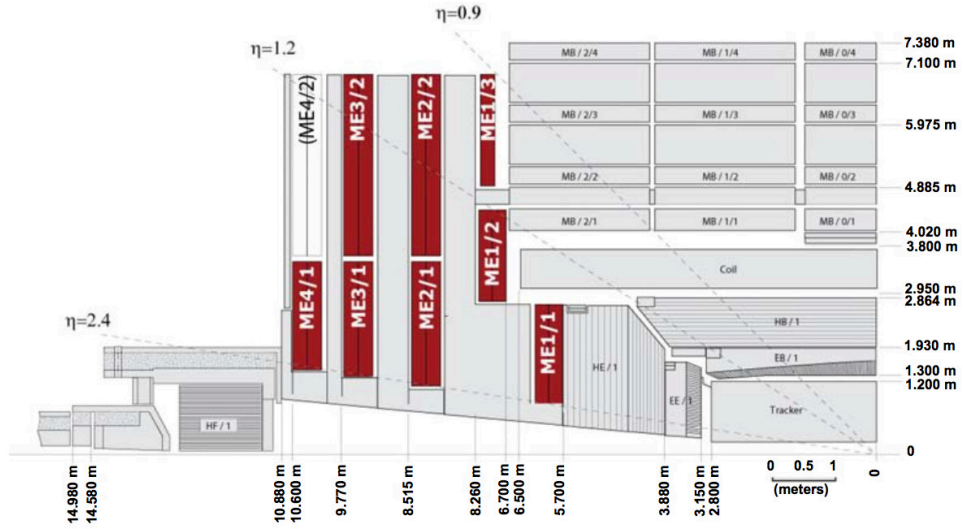 η=0.9
η=1.2
η=2.4
MB / 2/4
MB / 1/4
MB / 0/4
MB / 2/3
MB / 1/3
MB / 0/3
MB / 2/2
MB / 1/2
MB / 0/2
MB / 2/1
MB / 1/1
MB / 0/1
(ME4/2)
ME3/2
ME2/2
ME1/3
ME1/2
ME4/1
ME3/1
ME2/1
ME1/1
Coil
HB / 1
HE / 1
EB / 1
EE / 1
Tracker
HF / 1
7.380 m
7.100 m
5.975 m
4.885 m
4.020 m
3.800 m
2.950 m
2.864 m
1.930 m
1.300 m
1.200 m
0
14.980 m
14.580 m
10.880 m
10.600 m
9.770 m
8.515 m
8.260 m
6.700 m
6.500 m
5.700 m
3.880 m
3.150 m
2.800 m
0
0 0.5 1
(meters)